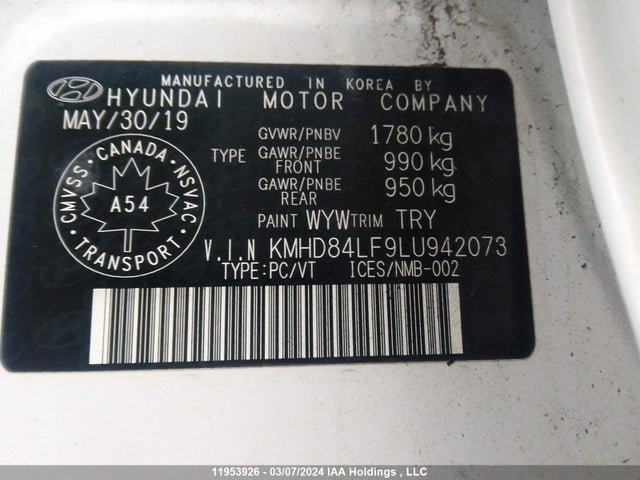 MANUFACTURED IN KOREA BY
HYUNDAI MOTOR COMPANY
MAY/30/19
GVWR/PNBV 1780 kg
TYPE GAWR/PNBE FRONT 990 kg
GAWR/PNBE REAR 950 kg
CANADA
CMVSS NSVAC
A54
TRANSPORT
PAINT WYW TRIM TRY
V.I.N KMHD84LF9LU942073
TYPE:PC/VT ICES/NMB-002
11953926 - 03/07/2024 IAA Holdings , LLC